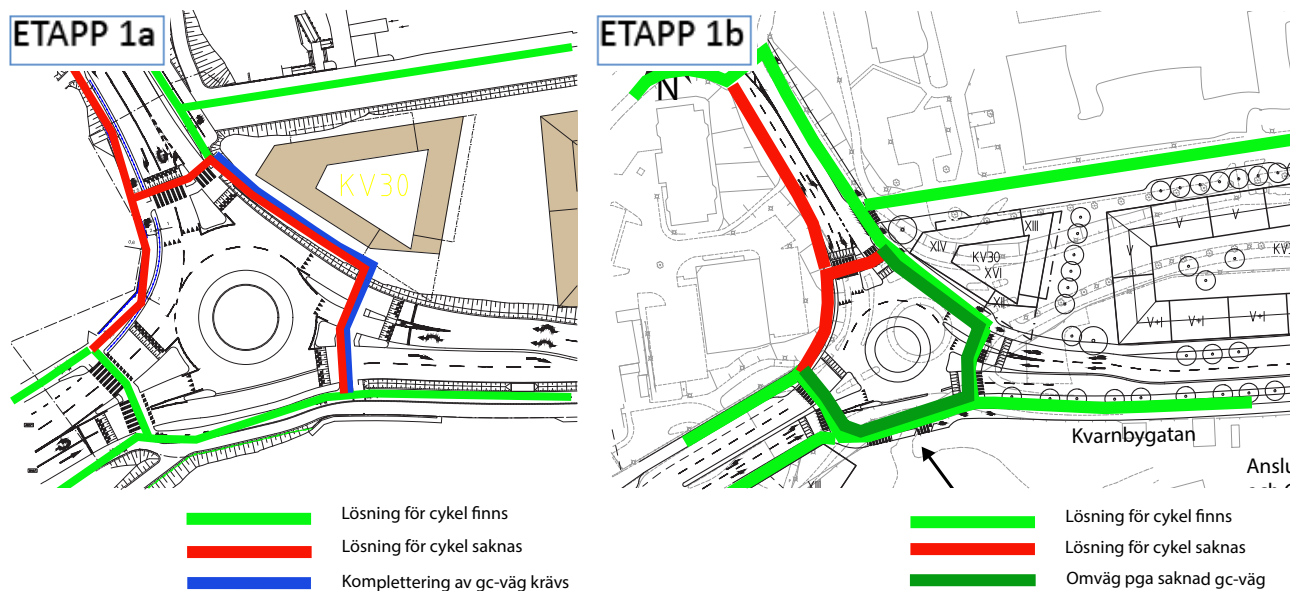 ETAPP 1a
KV30
Lösning för cykel finns
Lösning för cykel saknas
Komplettering av gc-väg krävs
ETAPP 1b
N
XIII
XIV
KV30
XVI
XII
V
V
V
V+I
V+I
V+I
Kvarnbygatan
XIII
Lösning för cykel finns
Lösning för cykel saknas
Omväg pga saknad gc-väg